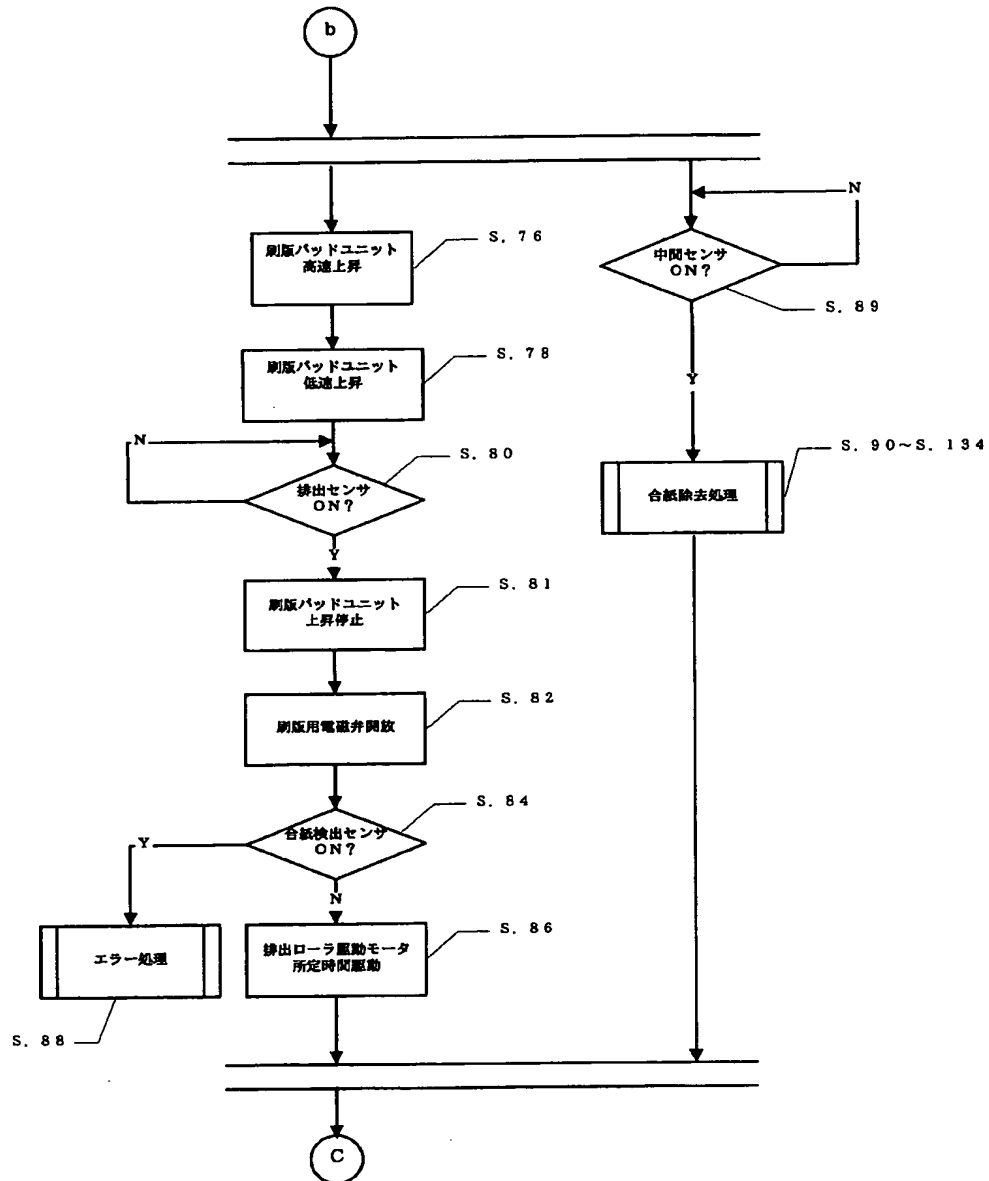 b
刷版パッドユニット
高速上昇
S. 76
N
中間センサ
ON?
S. 89
刷版パッドユニット
低速上昇
S. 78
Y
N
排出センサ
ON?
S. 80
S. 90~S. 134
合紙除去処理
Y
刷版パッドユニット
上昇停止
S. 81
刷版用電磁弁開放
S. 82
合紙検出センサ
ON?
S. 84
Y
N
エラー処理
S. 88
排出ローラ駆動モータ
所定時間駆動
S. 86
C